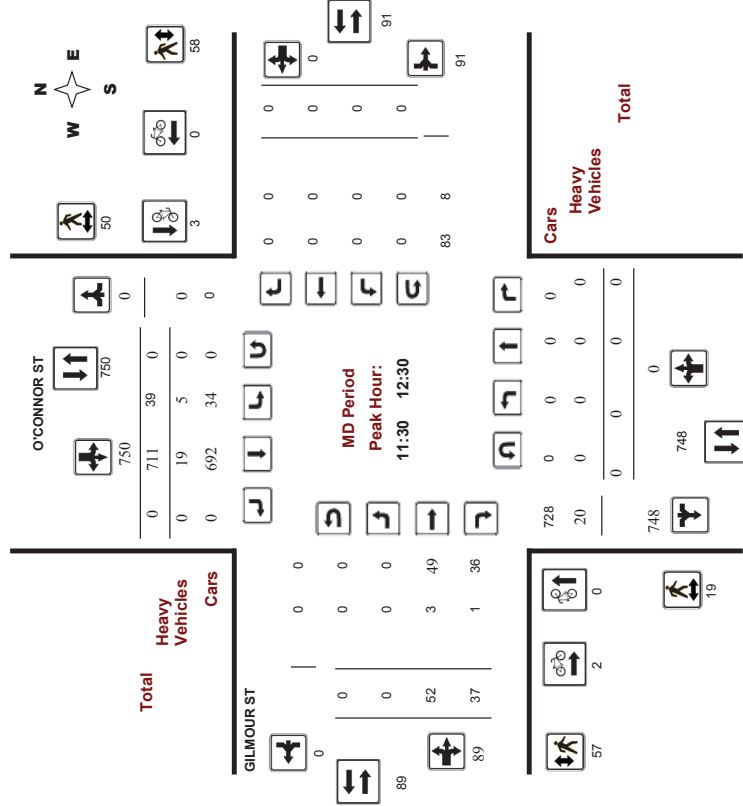 N
W E
S
58
0
50
3
91
0
91
0 0 0 0
0 0 0 0
0 0 0 0
8
83
O'CONNOR ST
750
750
0
0 711 39 0
0 19 5 0 0
0 692 34 0 0
Total
Heavy
Vehicles
Cars
MD Period
Peak Hour:
11:30 12:30
GILMOUR ST
0
89
89
0 0
0 0 0
0 0 0
52 3 49
37 1 36
Cars
Heavy
Vehicles
Total
728 0 0 0 0
20 0 0 0 0
0 0 0 0
748
748
0
57
2
0
19